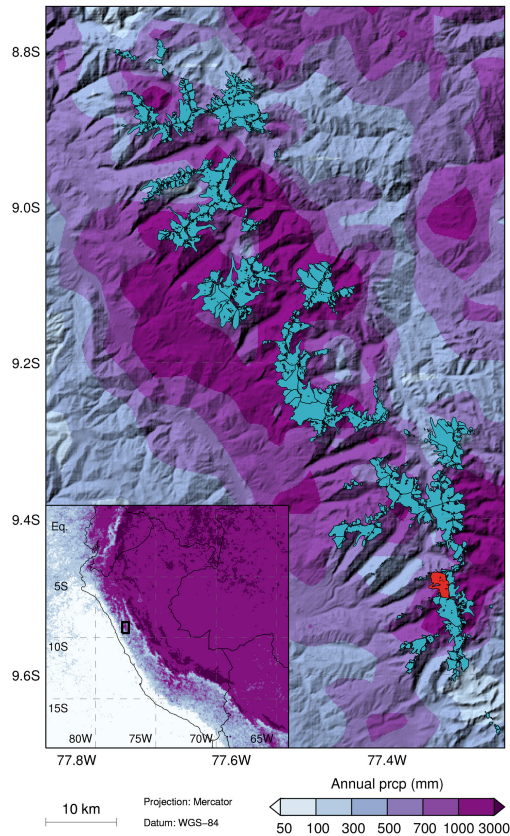 8.8S
9.0S
9.2S
9.4S
9.6S
Eq.
5S
10S
15S
80W 75W 70W 65W
77.8W 77.6W 77.4W
10 km
Projection: Mercator
Datum: WGS−84
Annual prcp (mm)
50 100 300 500 700 1000 3000